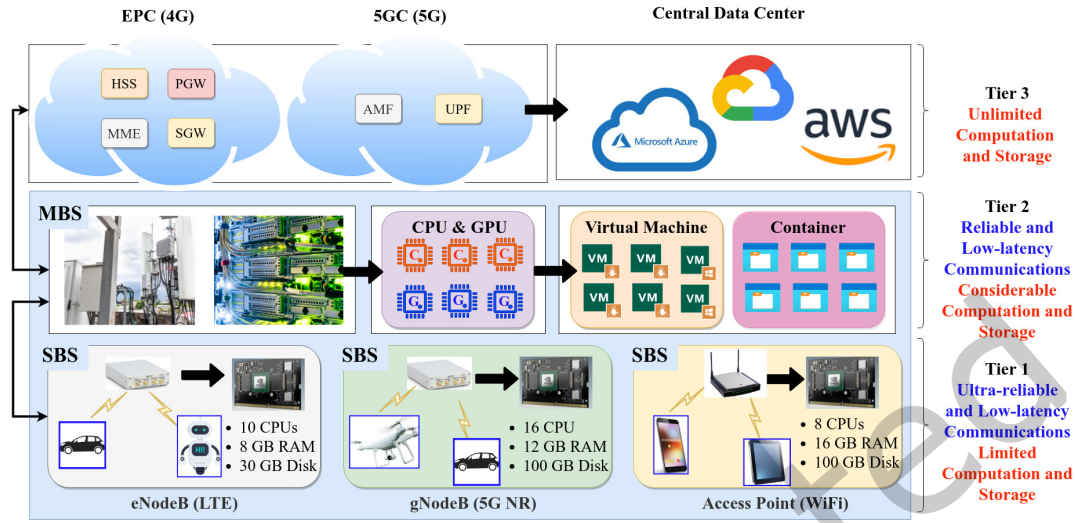 EPC (4G)
5GC (5G)
Central Data Center
HSS
PGW
MME
SGW
AMF
UPF
Microsoft Azure
aws
Tier 3
Unlimited
Computation
and Storage
MBS
CPU & GPU
C C C
G G G
Virtual Machine
VM VM VM
VM VM VM
Container
Tier 2
Reliable and
Low-latency
Communications
Considerable
Computation and
Storage
SBS
HI!
• 10 CPUs
• 8 GB RAM
• 30 GB Disk
eNodeB (LTE)
SBS
• 16 CPU
• 12 GB RAM
• 100 GB Disk
gNodeB (5G NR)
SBS
• 8 CPUs
• 16 GB RAM
• 100 GB Disk
Access Point (WiFi)
Tier 1
Ultra-reliable
and Low-latency
Communications
Limited
Computation and
Storage